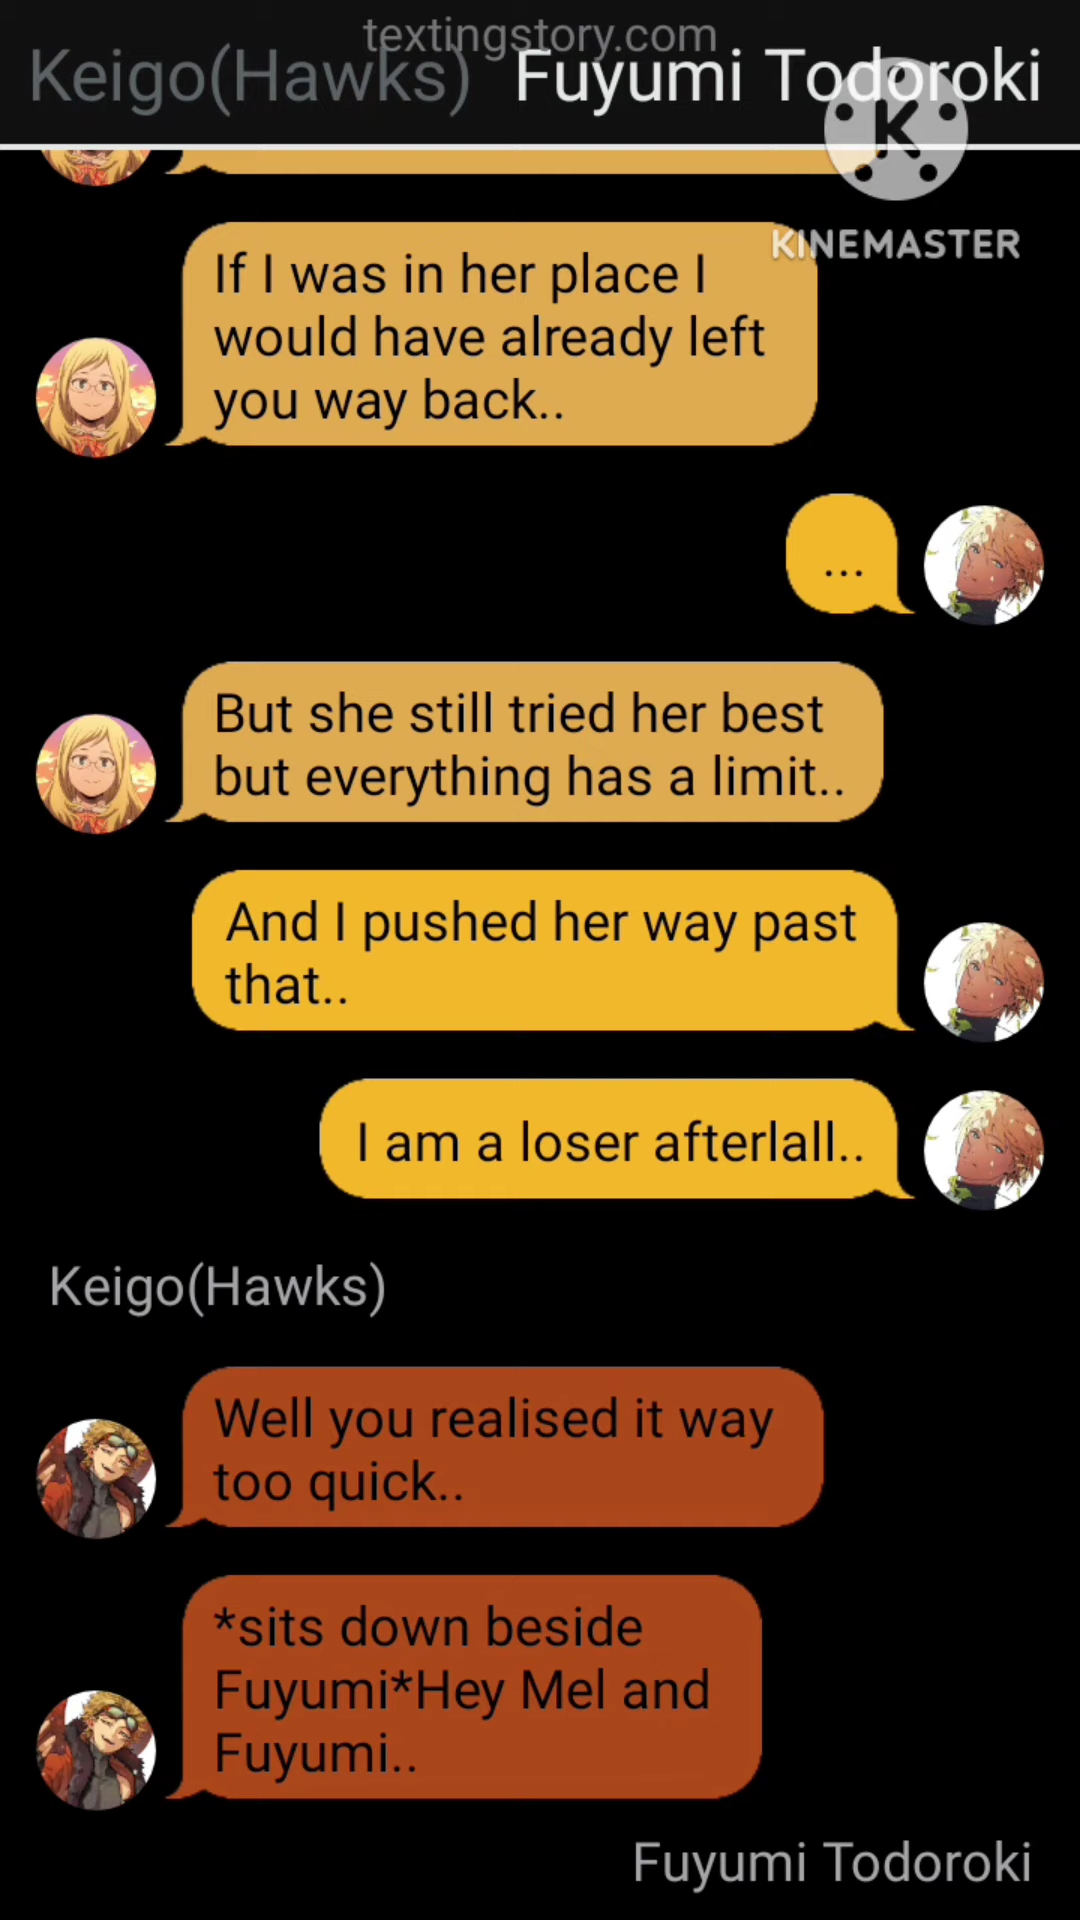 textingstory.com
Keigo(Hawks) Fuyumi Todoroki
K
KINEMASTER
If I was in her place I
would have already left
you way back..
...
But she still tried her best
but everything has a limit..
And I pushed her way past
that..
I am a loser afterlall..
Keigo(Hawks)
Well you realised it way
too quick..
*sits down beside
Fuyumi*Hey Mel and
Fuyumi..
Fuyumi Todoroki